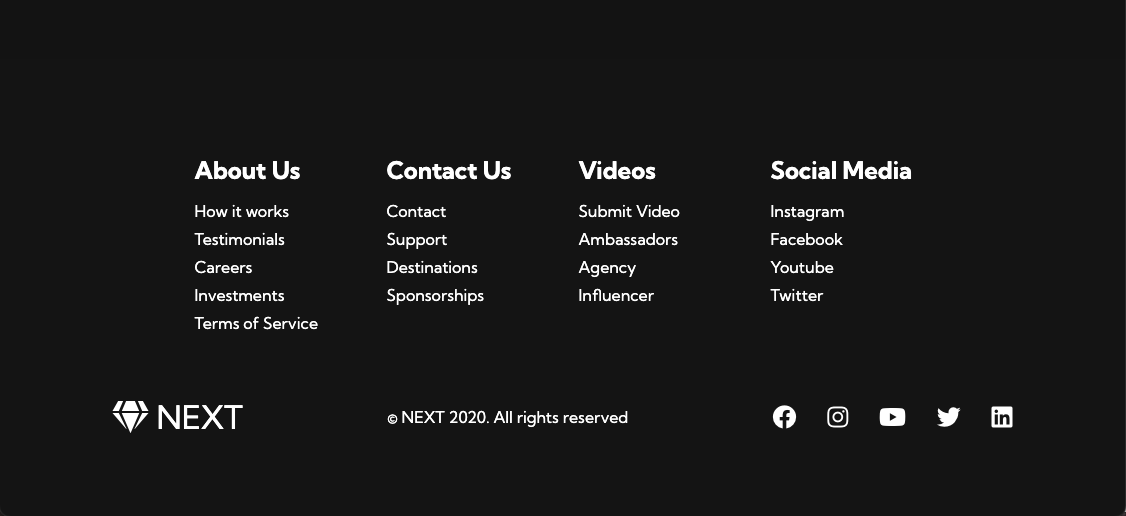 About Us
How it works
Testimonials
Careers
Investments
Terms of Service
Contact Us
Contact
Support
Destinations
Sponsorships
Videos
Submit Video
Ambassadors
Agency
Influencer
Social Media
Instagram
Facebook
Youtube
Twitter
NEXT
© NEXT 2020. All rights reserved